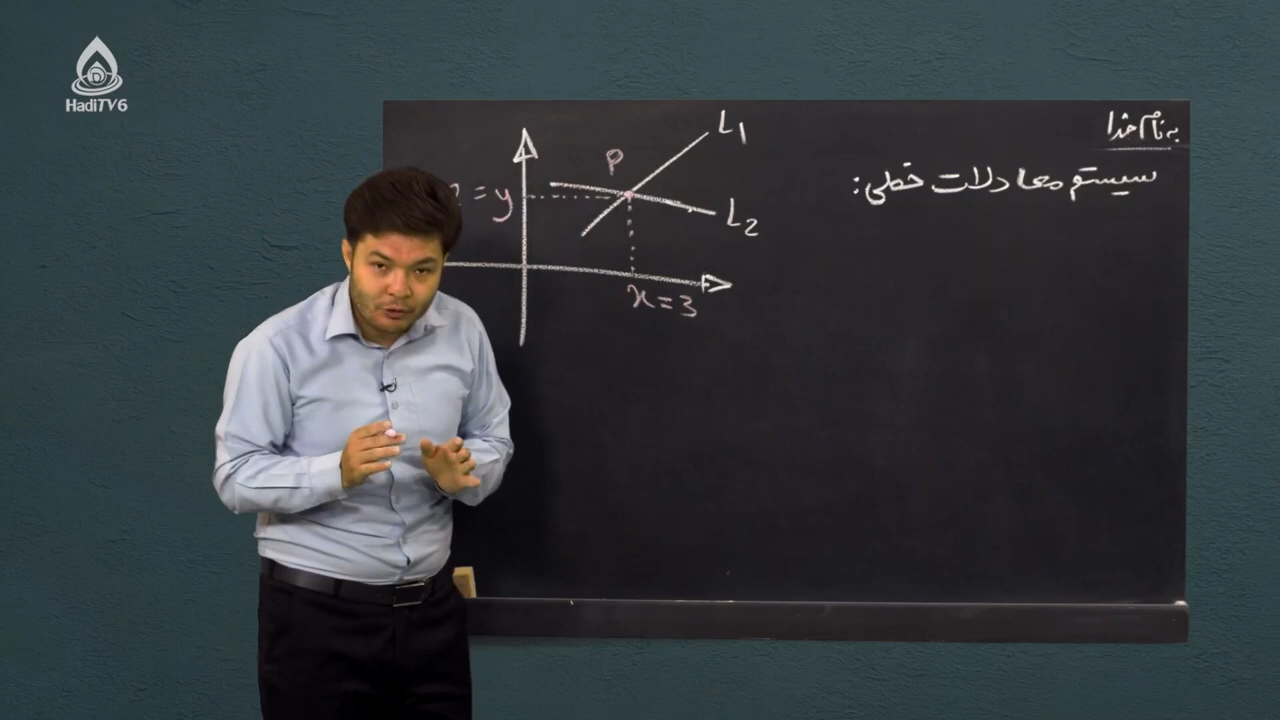 HadiTV6
به نام خدا
سیستم معادلات خطی:
L1
P
= y
L2
x = 3